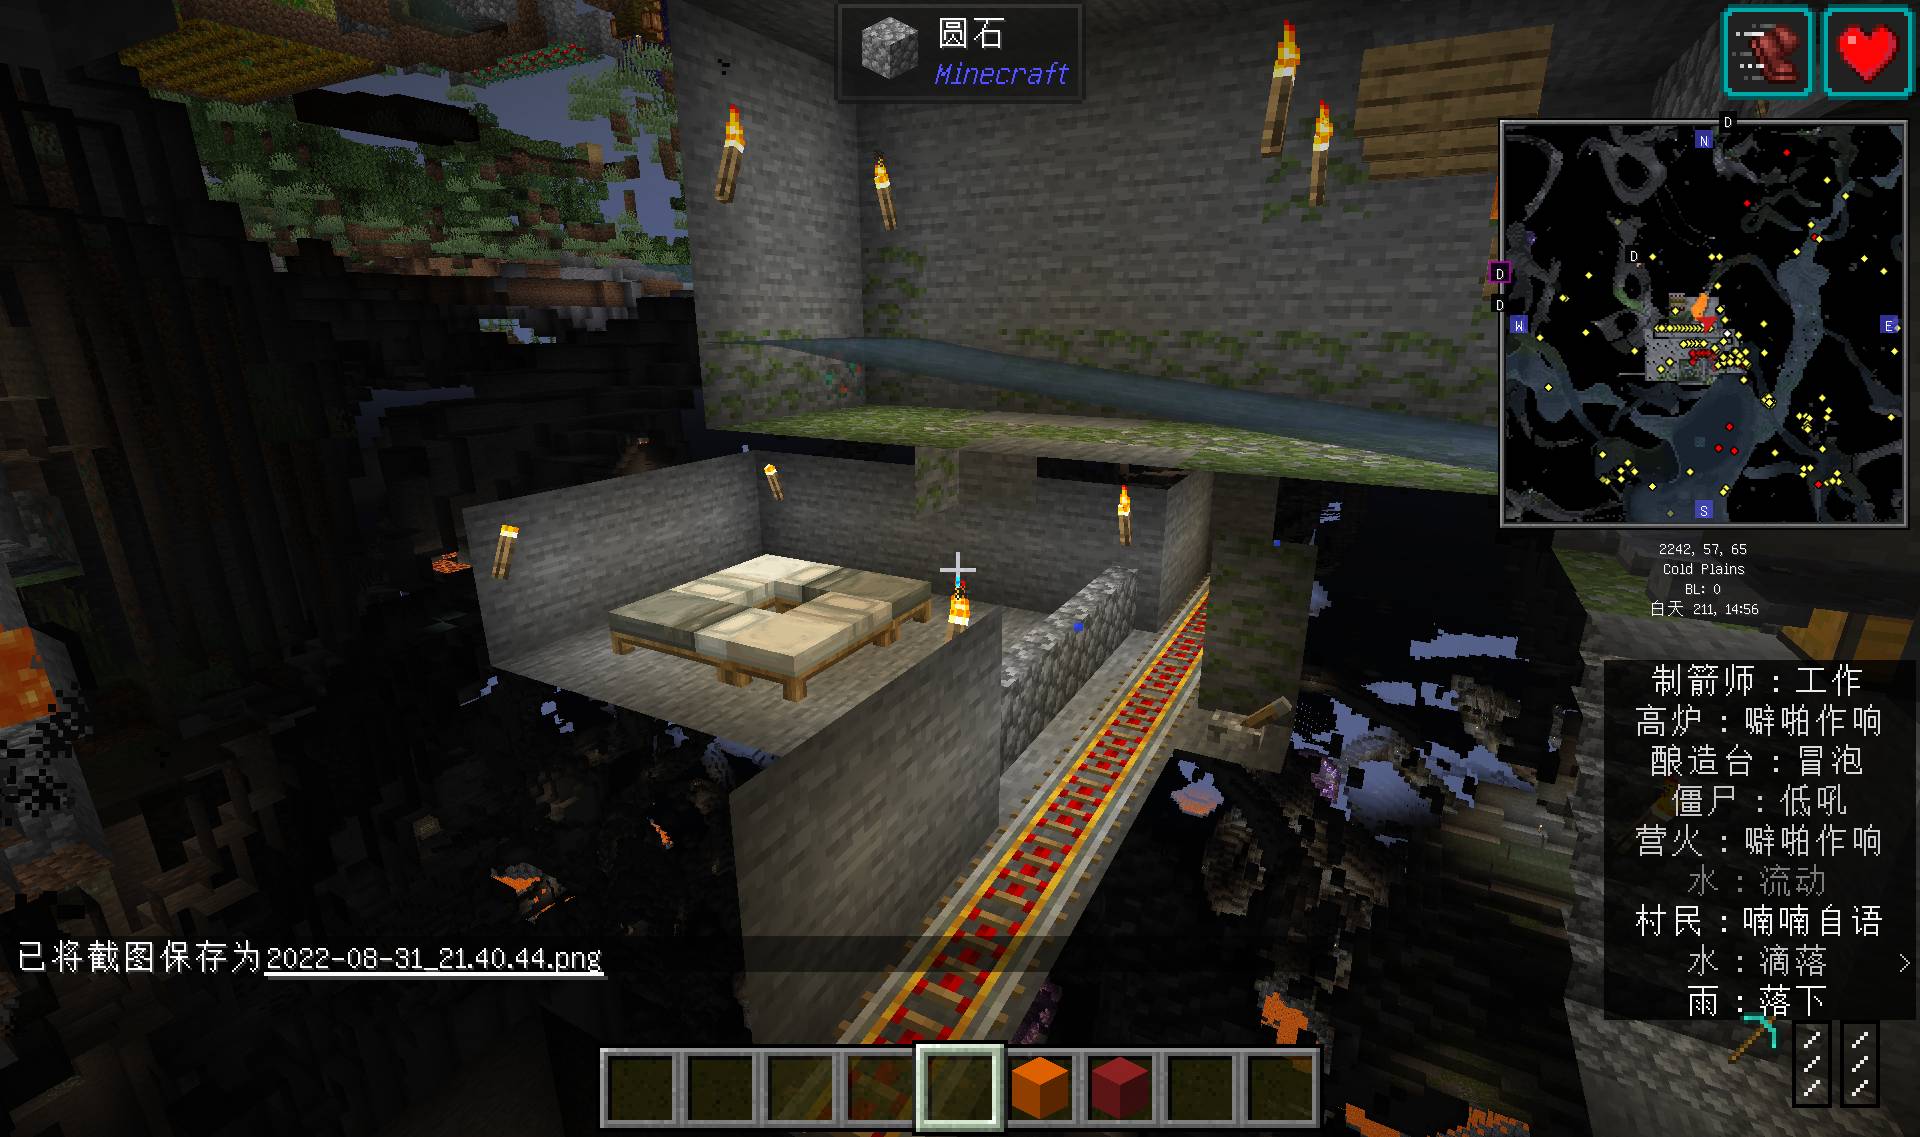 圆石
Minecraft
D
N
D
D
D
W
E
S
2242, 57, 65
Cold Plains
BL: 0
白天 211, 14:56
制箭师：工作
高炉：噼啪作响
酿造台：冒泡
僵尸：低吼
营火：噼啪作响
水：流动
村民：喃喃自语
水：滴落 >
雨：落下
已将截图保存为2022-08-31_21.40.44.png